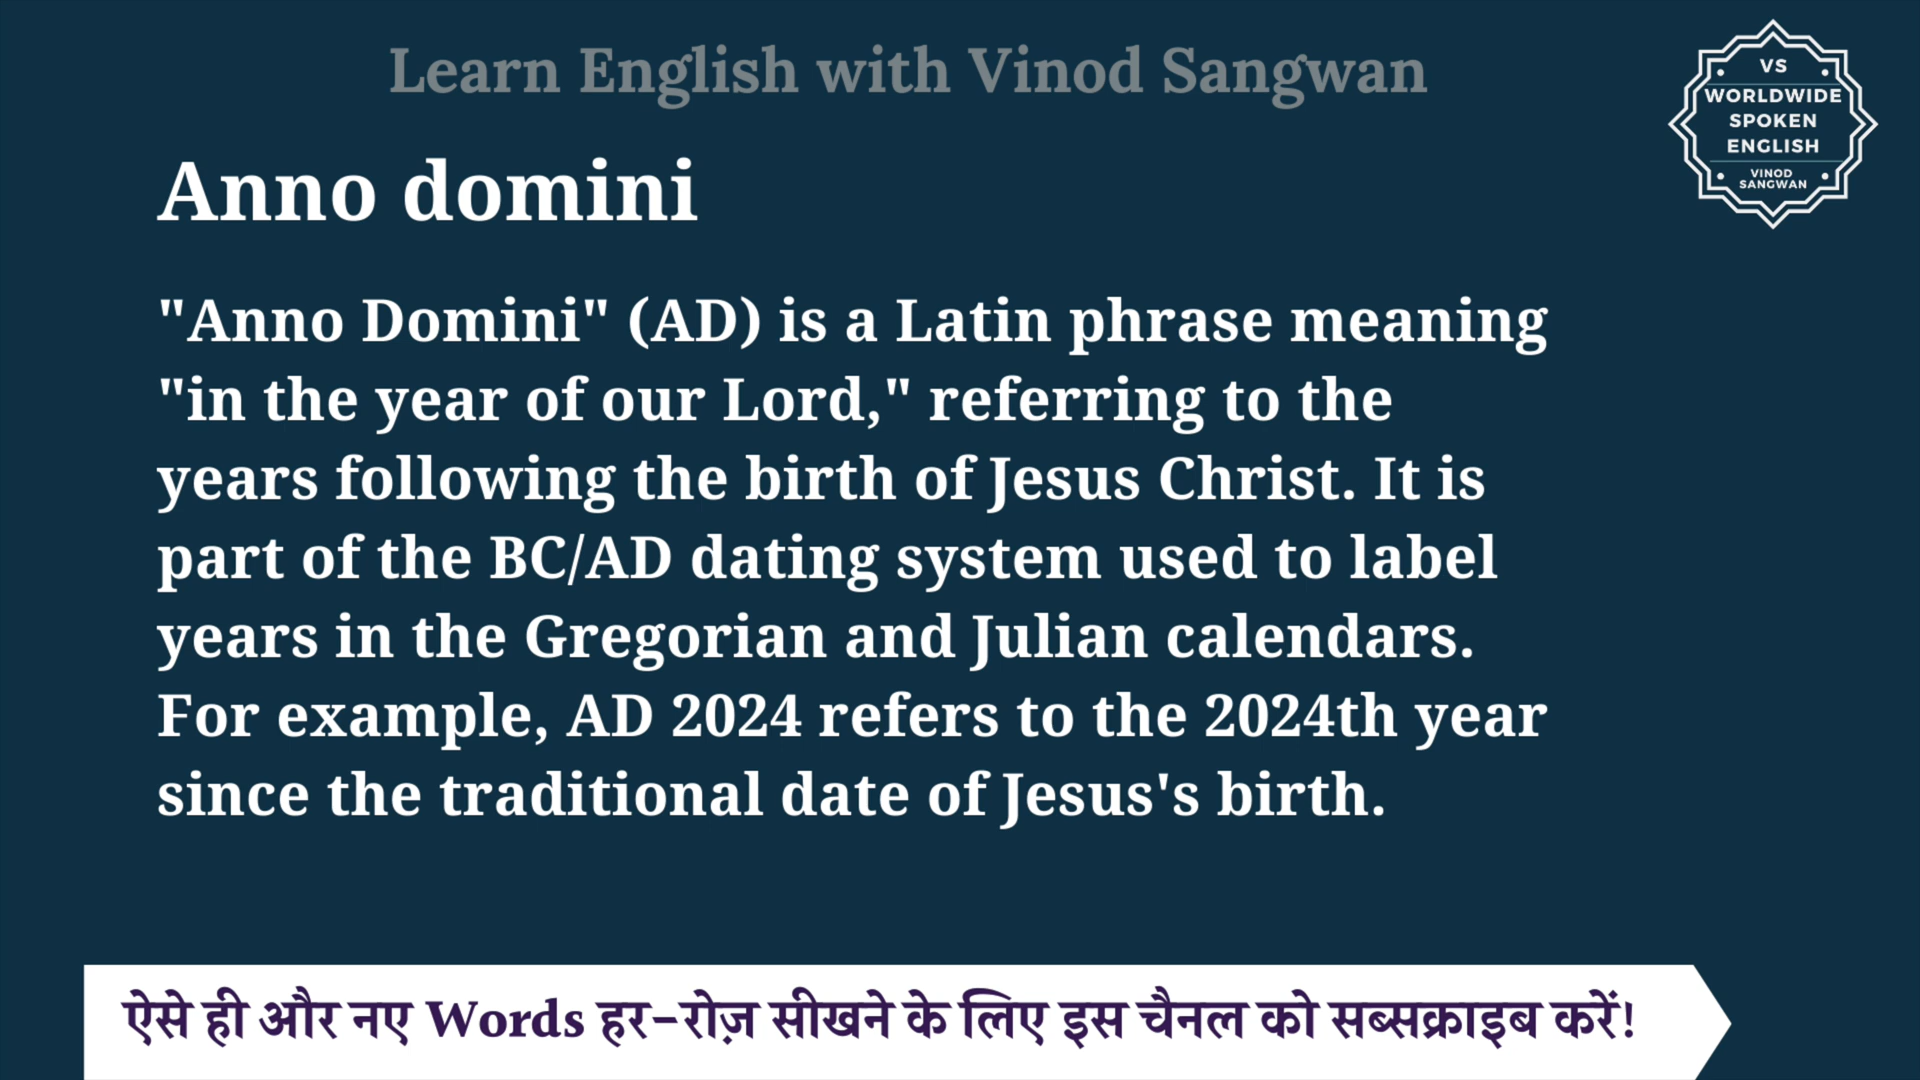 Learn English with Vinod Sangwan
VS
WORLDWIDE
SPOKEN
ENGLISH
VINOD
SANGWAN
Anno domini
"Anno Domini" (AD) is a Latin phrase meaning
"in the year of our Lord," referring to the
years following the birth of Jesus Christ. It is
part of the BC/AD dating system used to label
years in the Gregorian and Julian calendars.
For example, AD 2024 refers to the 2024th year
since the traditional date of Jesus's birth.
ऐसे ही और नए Words हर-रोज़ सीखने के लिए इस चैनल को सब्सक्राइब करें!